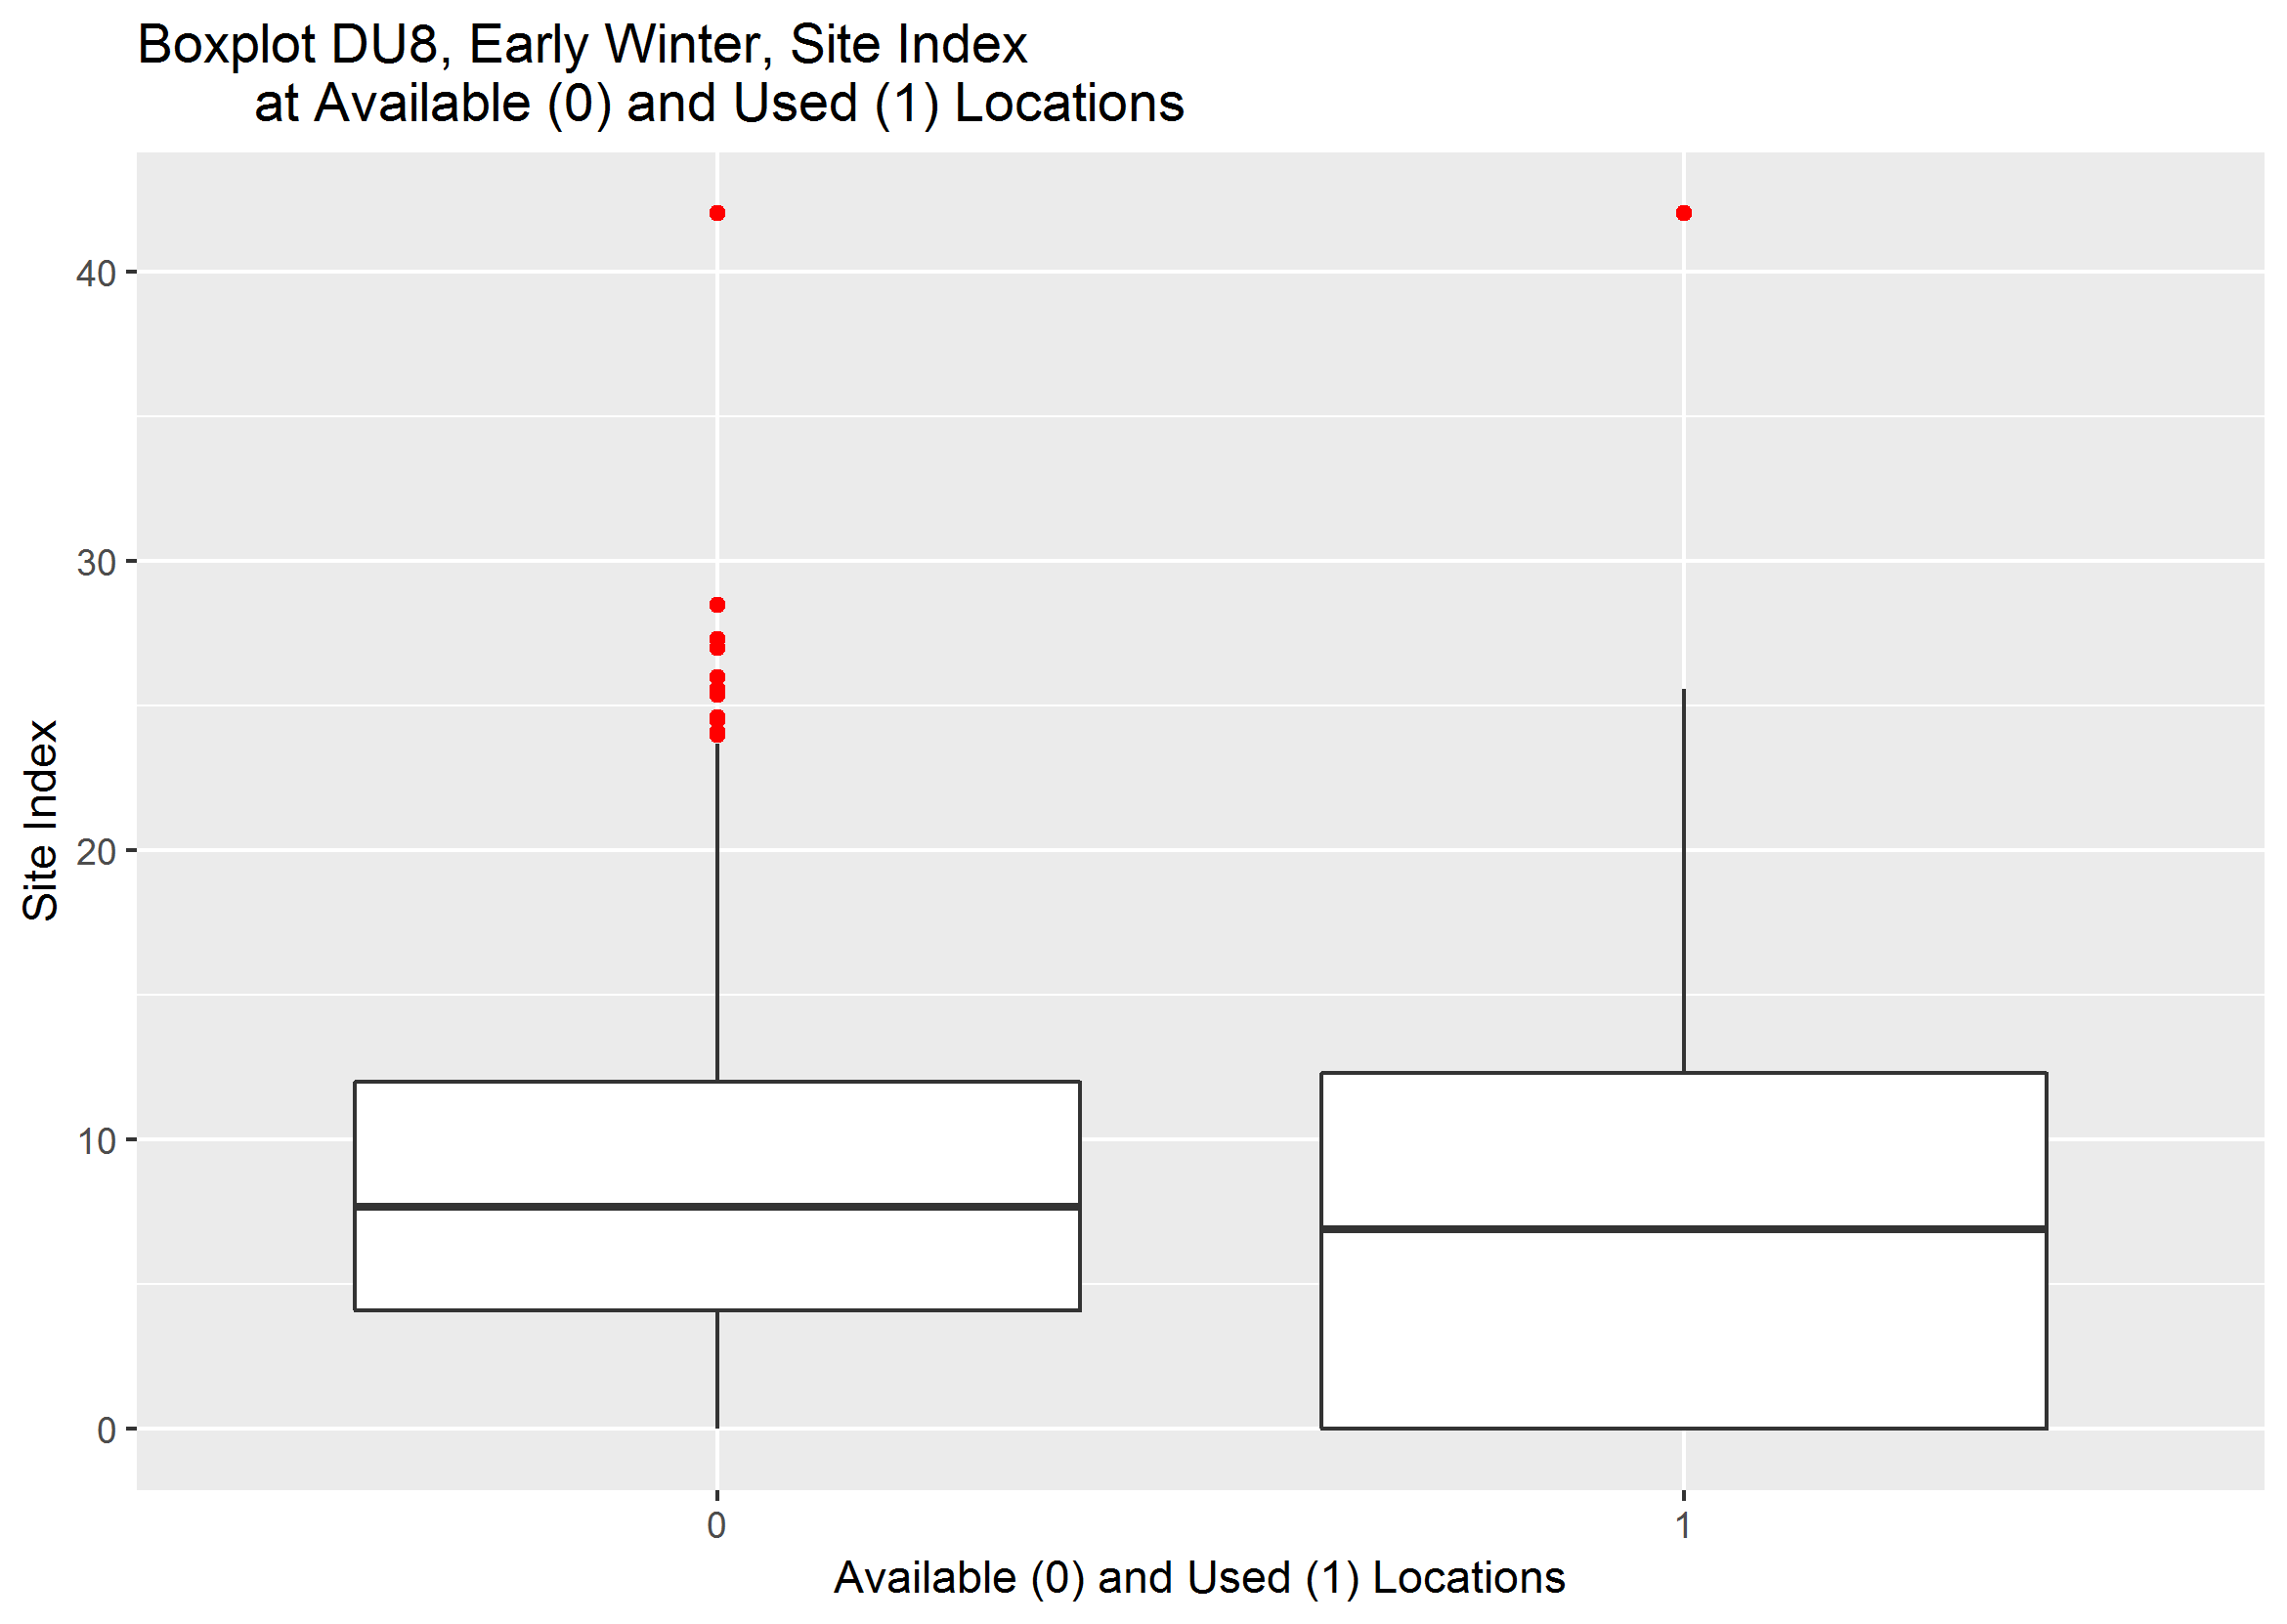 Boxplot DU8, Early Winter, Site Index
at Available (0) and Used (1) Locations
40
30
20
10
0
Site Index
0 1
Available (0) and Used (1) Locations